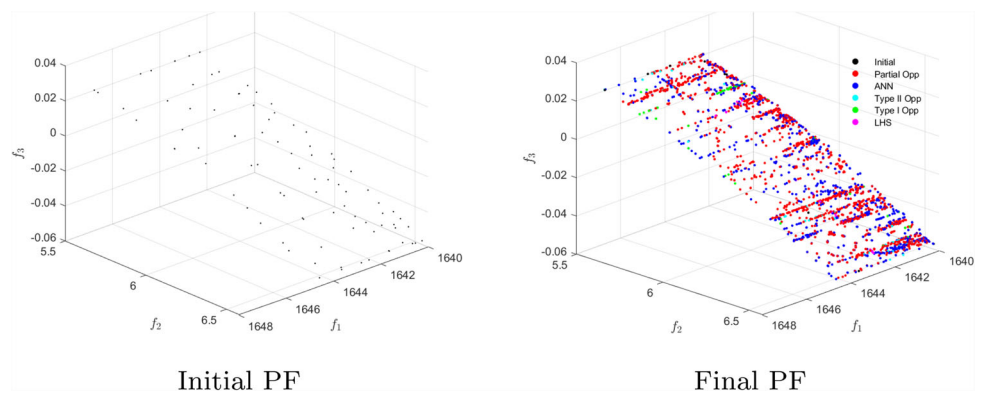 0.04
0.02
0
-0.02
-0.04
-0.06
f3
5.5
6
6.5
f2
1648
1646
1644
1642
1640
f1
Initial PF
0.04
0.02
0
-0.02
-0.04
-0.06
f3
5.5
6
6.5
f2
1648
1646
1644
1642
1640
f1
Initial
Partial Opp
ANN
Type II Opp
Type I Opp
LHS
Final PF